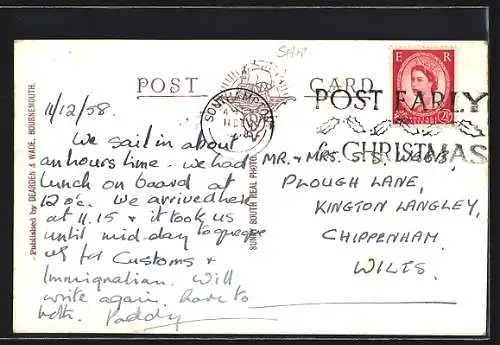 SHIP
POST CARD
SOUTHAMPTON
E R
POST EARLY
for CHRISTMAS
2½
11/12/58.
We sail in about
an hours time. We had
lunch on board at
12 o'c. We arrived here
at 11.15 & it took us
until mid-day to queue
up for Customs &
Immigration. Will
write again. Love to
both. Paddy
MR. & MRS. S. S. WEBB,
PLOUGH LANE,
KINGTON LANGLEY,
CHIPPENHAM.
WILTS.
Published by DEARDEN & WADE, BOURNEMOUTH.
SUNNY SOUTH REAL PHOTO.